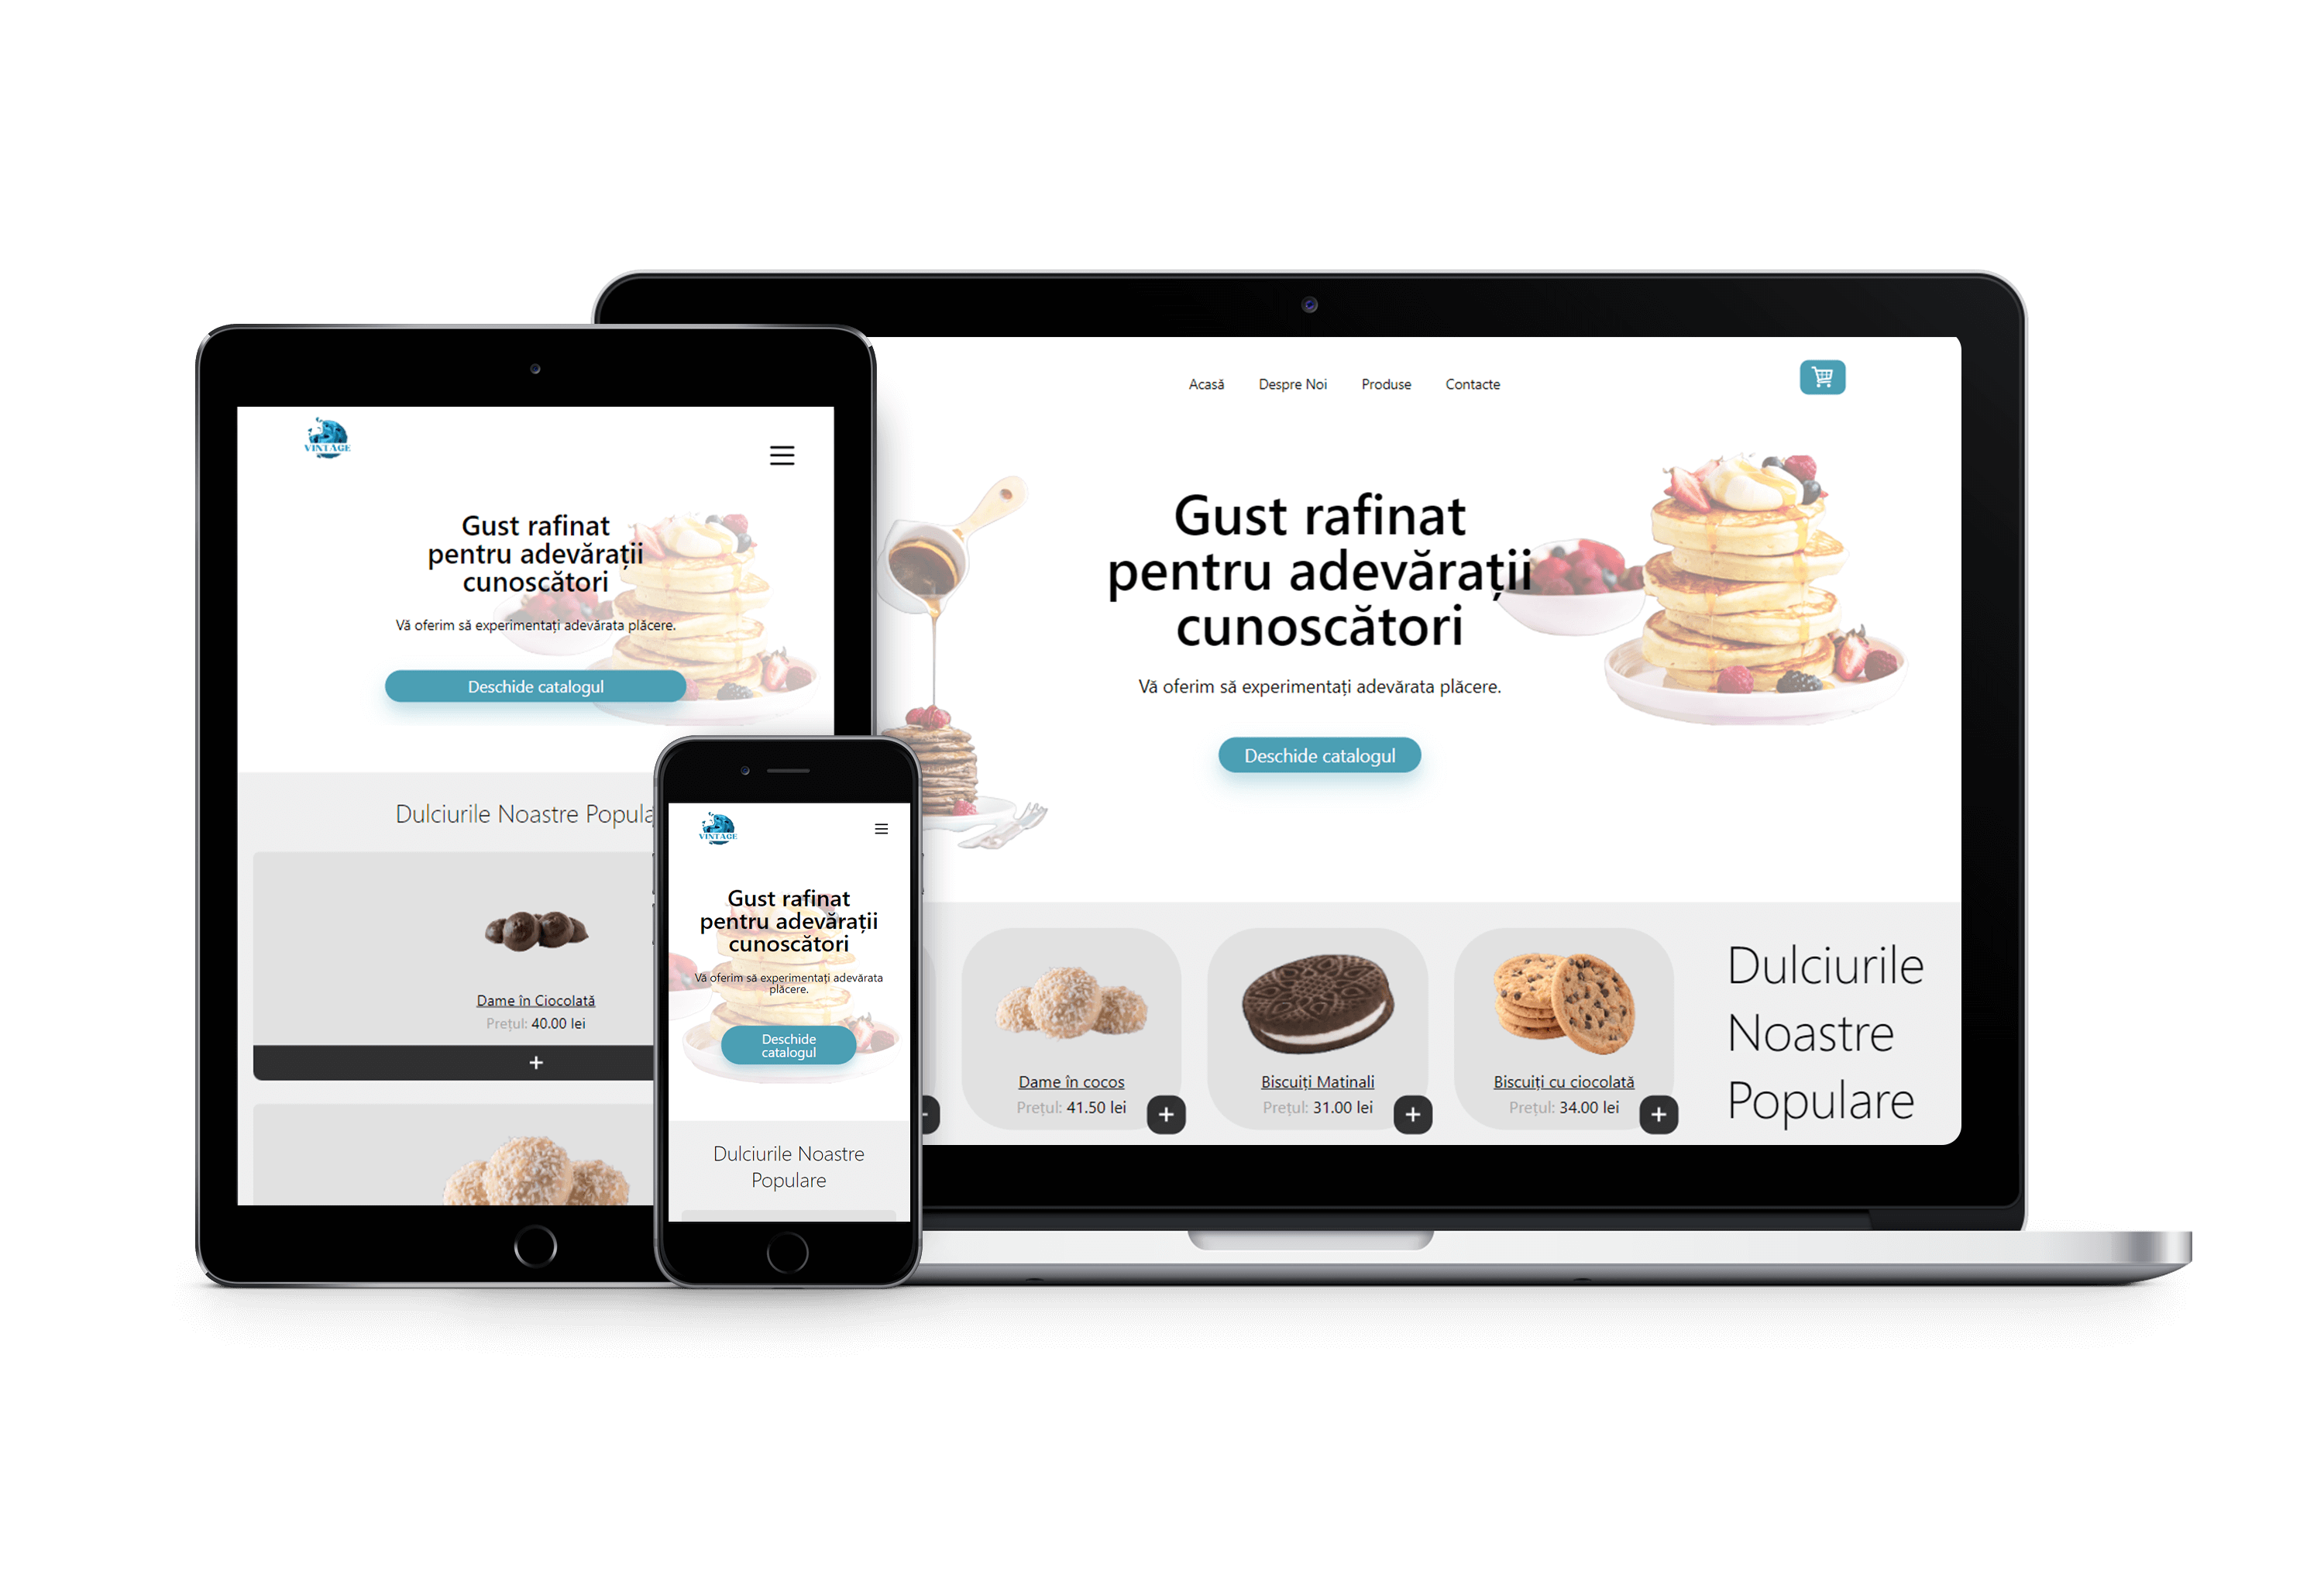 VINTAGE
Gust rafinat
pentru adevărații
cunoscători
Vă oferim să experimentați adevărata plăcere.
Deschide catalogul
Dulciurile Noastre Popula
Dame în Ciocolată
Prețul: 40.00 lei
+
VINTAGE
Gust rafinat
pentru adevărații
cunoscători
Vă oferim să experimentați adevărata
plăcere.
Deschide
catalogul
Dulciurile Noastre
Populare
Acasă Despre Noi Produse Contacte
Gust rafinat
pentru adevărații
cunoscători
Vă oferim să experimentați adevărata plăcere.
Deschide catalogul
Dame în cocos
Prețul: 41.50 lei
+
Biscuiți Matinali
Prețul: 31.00 lei
+
Biscuiți cu ciocolată
Prețul: 34.00 lei
+
Dulciurile
Noastre
Populare